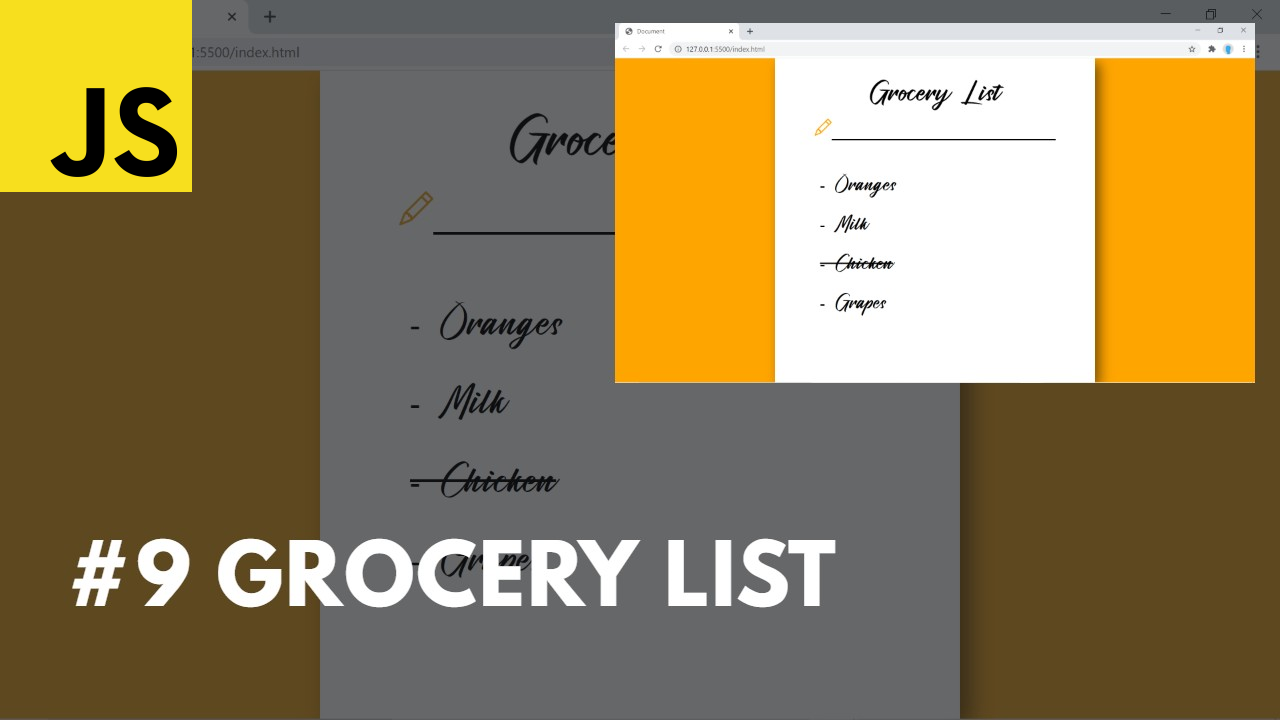 JS
1:5500/index.html
Document
127.0.0.1:5500/index.html
Grocery List
- Oranges
- Milk
- Chicken
- Grapes
Groce
- Oranges
- Milk
- Chicken
- Grape
#9 GROCERY LIST